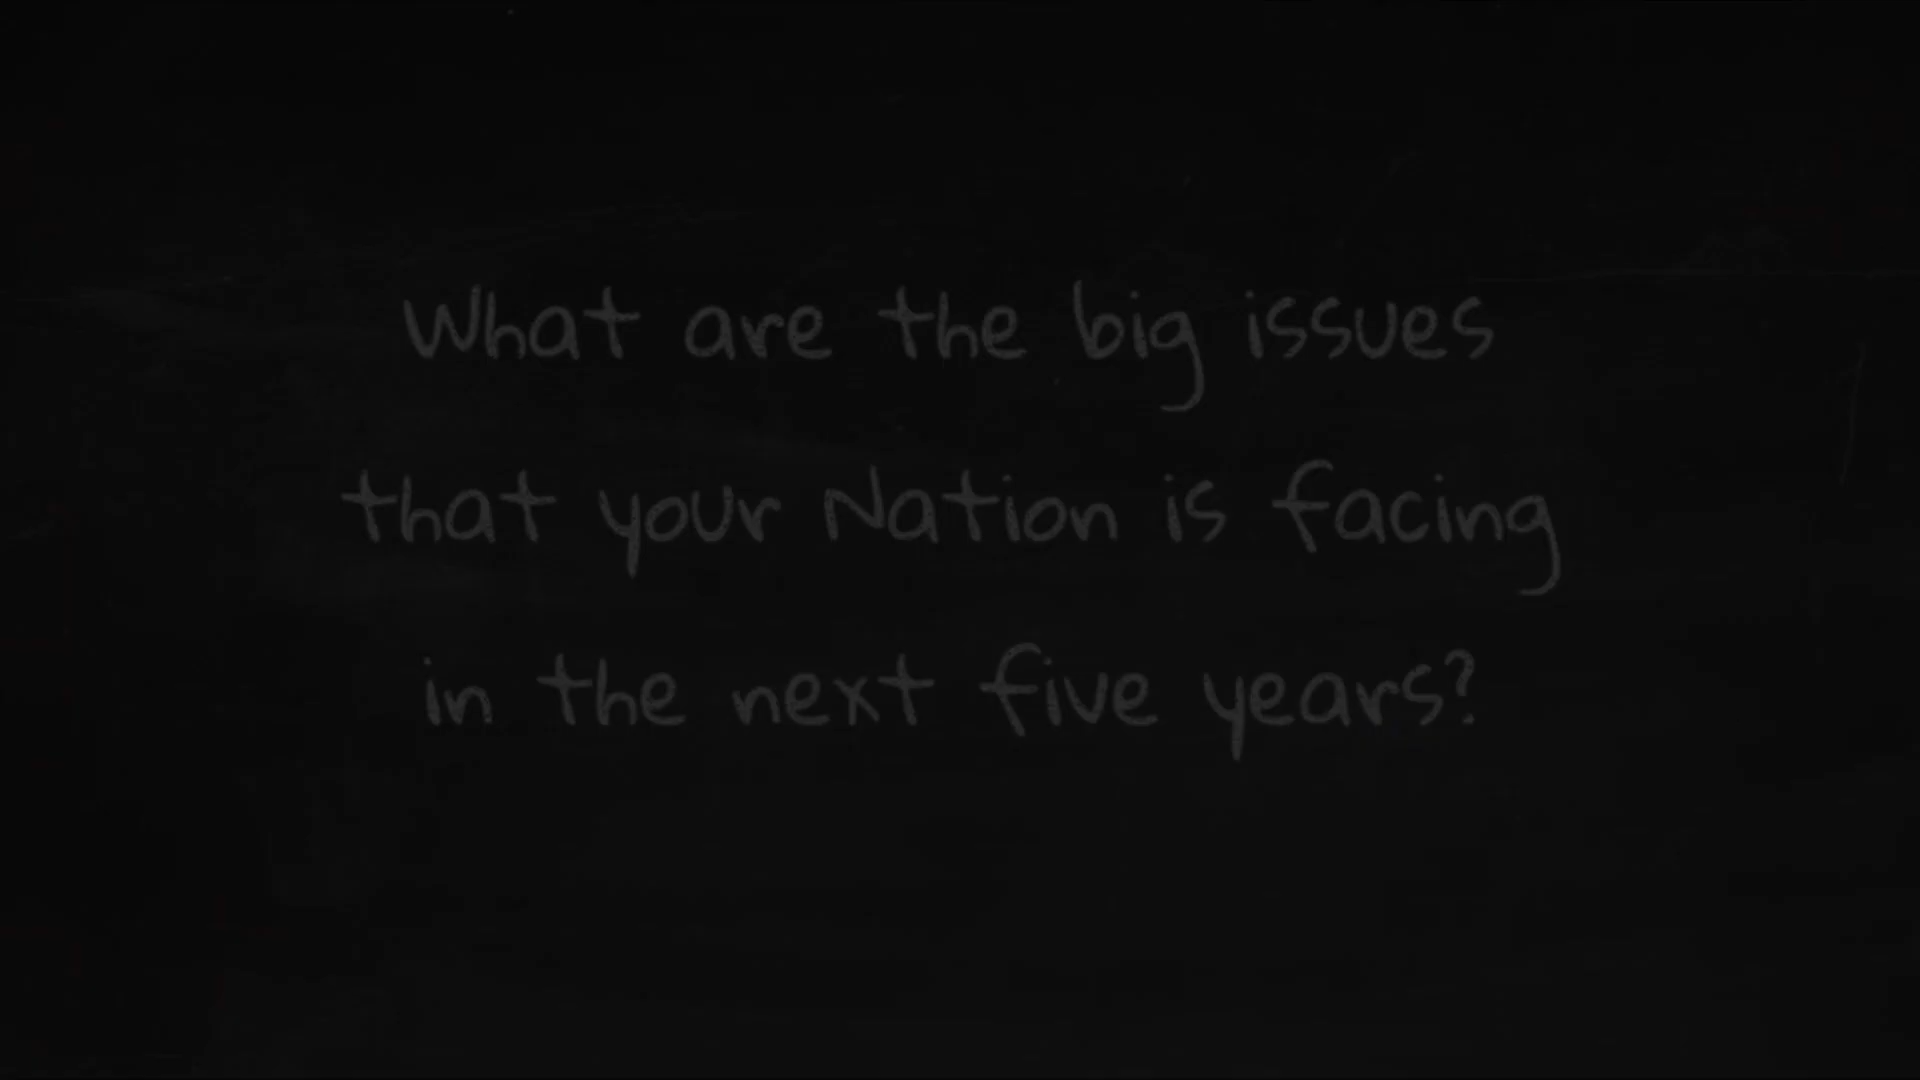 What are the big issues
that your Nation is facing
in the next five years?